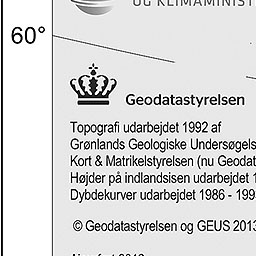 OG KLIMAMINIST
60°
Geodatastyrelsen
Topografi udarbejdet 1992 af
Grønlands Geologiske Undersøgels
Kort & Matrikelstyrelsen (nu Geodat
Højder på indlandsisen udarbejdet 1
Dybdekurver udarbejdet 1986 - 199
© Geodatastyrelsen og GEUS 2013